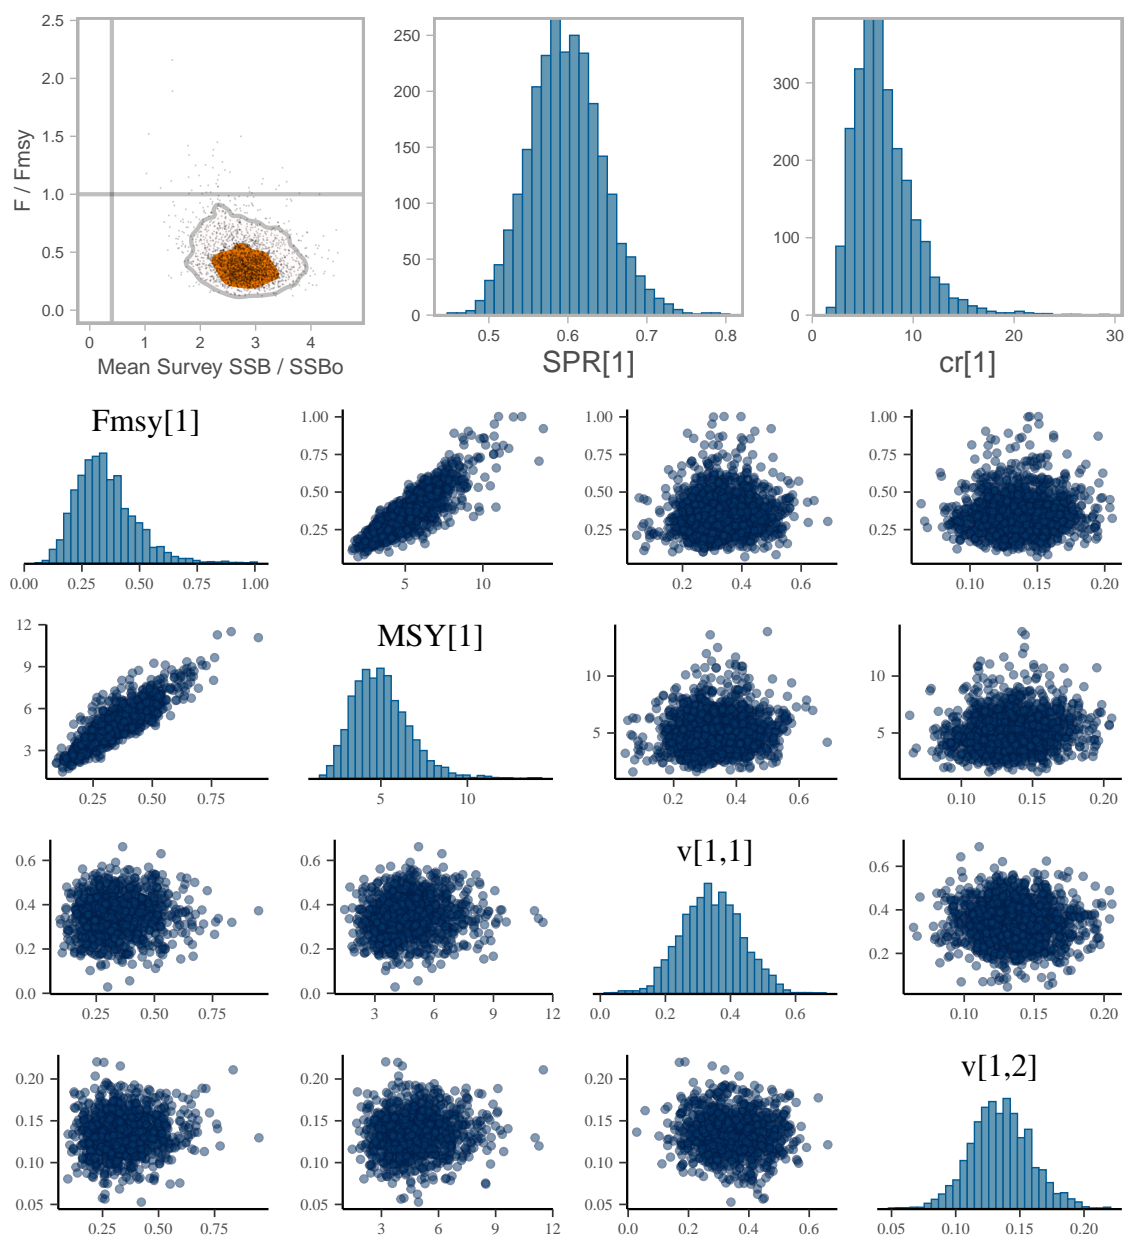 2.5
2.0
1.5
1.0
0.5
0.0
F / Fmsy
0 1 2 3 4
Mean Survey SSB / SSBo
250
200
150
100
50
0
0.5 0.6 0.7 0.8
SPR[1]
300
200
100
0
0 10 20 30
cr[1]
Fmsy[1]
0.00 0.25 0.50 0.75 1.00
1.00
0.75
0.50
0.25
5 10
1.00
0.75
0.50
0.25
0.2 0.4 0.6
1.00
0.75
0.50
0.25
0.10 0.15 0.20
12
9
6
3
0.25 0.50 0.75
MSY[1]
5 10
10
5
0.2 0.4 0.6
10
5
0.10 0.15 0.20
0.6
0.4
0.2
0.0
0.25 0.50 0.75
0.6
0.4
0.2
0.0
3 6 9 12
v[1,1]
0.0 0.2 0.4 0.6
0.6
0.4
0.2
0.10 0.15 0.20
0.20
0.15
0.10
0.05
0.25 0.50 0.75
0.20
0.15
0.10
0.05
3 6 9 12
0.20
0.15
0.10
0.05
0.0 0.2 0.4 0.6
v[1,2]
0.05 0.10 0.15 0.20